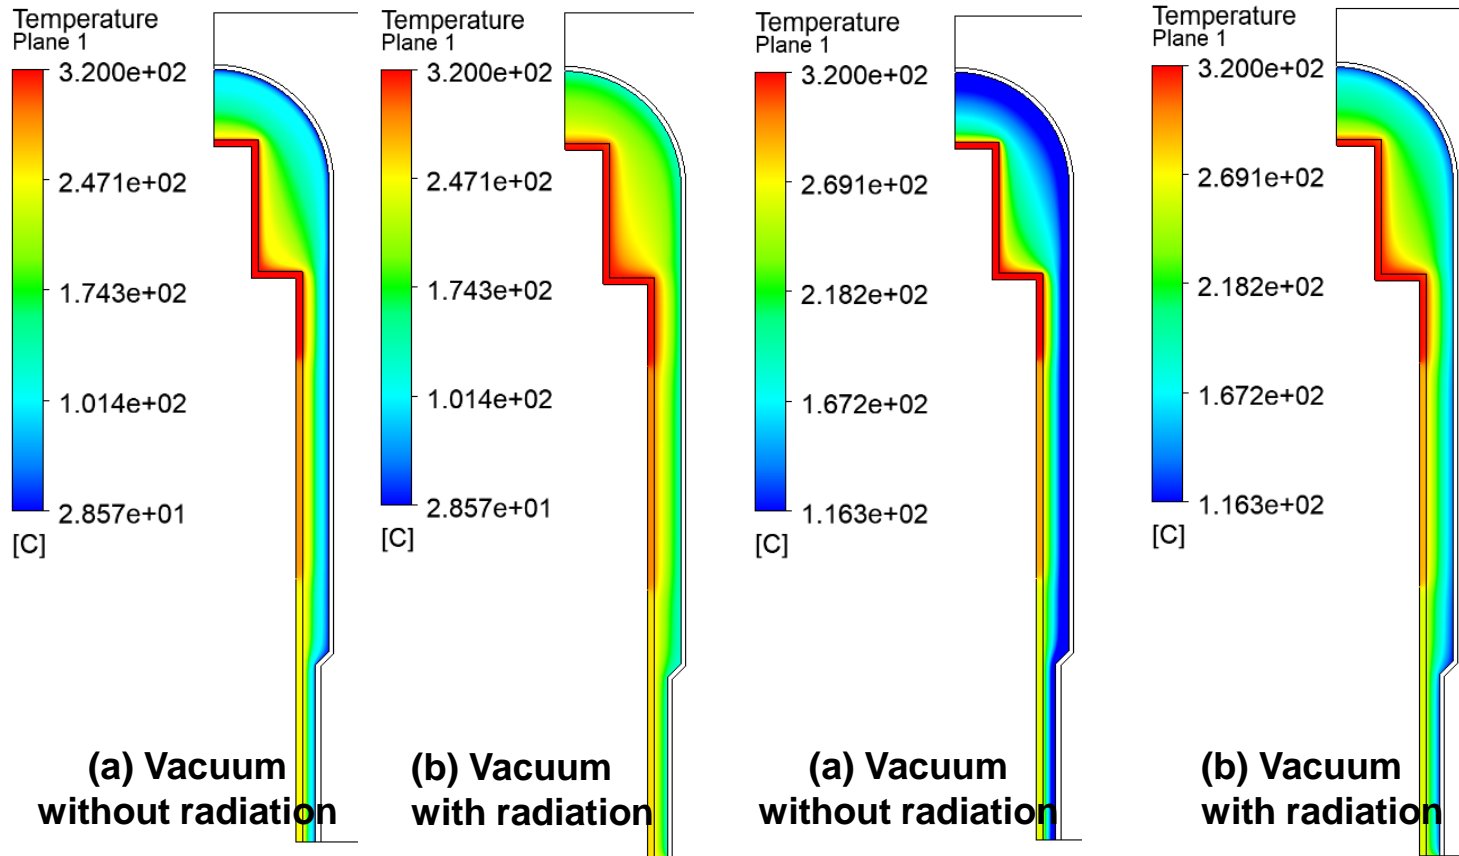 Temperature
Plane 1
3.200e+02
2.471e+02
1.743e+02
1.014e+02
2.857e+01
[C]
(a) Vacuum
without radiation
Temperature
Plane 1
3.200e+02
2.471e+02
1.743e+02
1.014e+02
2.857e+01
[C]
(b) Vacuum
with radiation
Temperature
Plane 1
3.200e+02
2.691e+02
2.182e+02
1.672e+02
1.163e+02
[C]
(a) Vacuum
without radiation
Temperature
Plane 1
3.200e+02
2.691e+02
2.182e+02
1.672e+02
1.163e+02
[C]
(b) Vacuum
with radiation